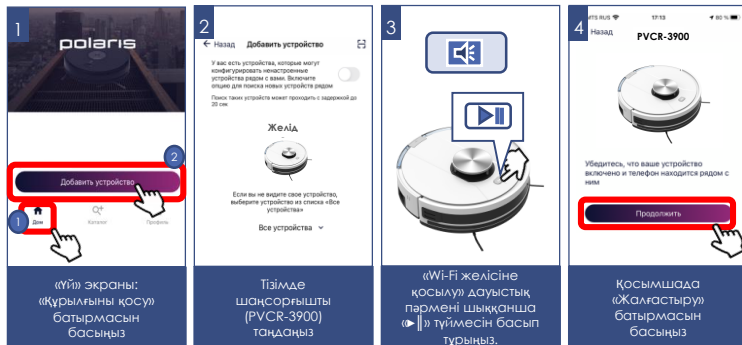 1
polaris
2
Добавить устройство
1
Дом
Каталог
Профиль
«Үй» экраны:
«Құрылғыны қосу»
батырмасын
басыңыз
2
← Назад Добавить устройство
У вас есть устройства, которые могут
конфигурировать ненастроенные
устройства рядом с вами. Включите
опцию для поиска новых устройств рядом
Поиск таких устройств может проходить с задержкой до
20 сек
Желід
Если вы не видите свое устройство,
выберите устройство из списка «Все
устройства»
Все устройства
Тізімде
шаңсорғышты
(PVCR-3900)
таңдаңыз
3
«Wi-Fi желісіне
қосылу» дауыстық
пәрмені шыққанша
«▶||» түймесін басып
тұрыңыз.
4
MTS RUS 17:13 80 %
Назад
PVCR-3900
Убедитесь, что ваше устройство
включено и телефон находится рядом с
ним
Продолжить
Қосымшада
«Жалғастыру»
батырмасын
басыңыз